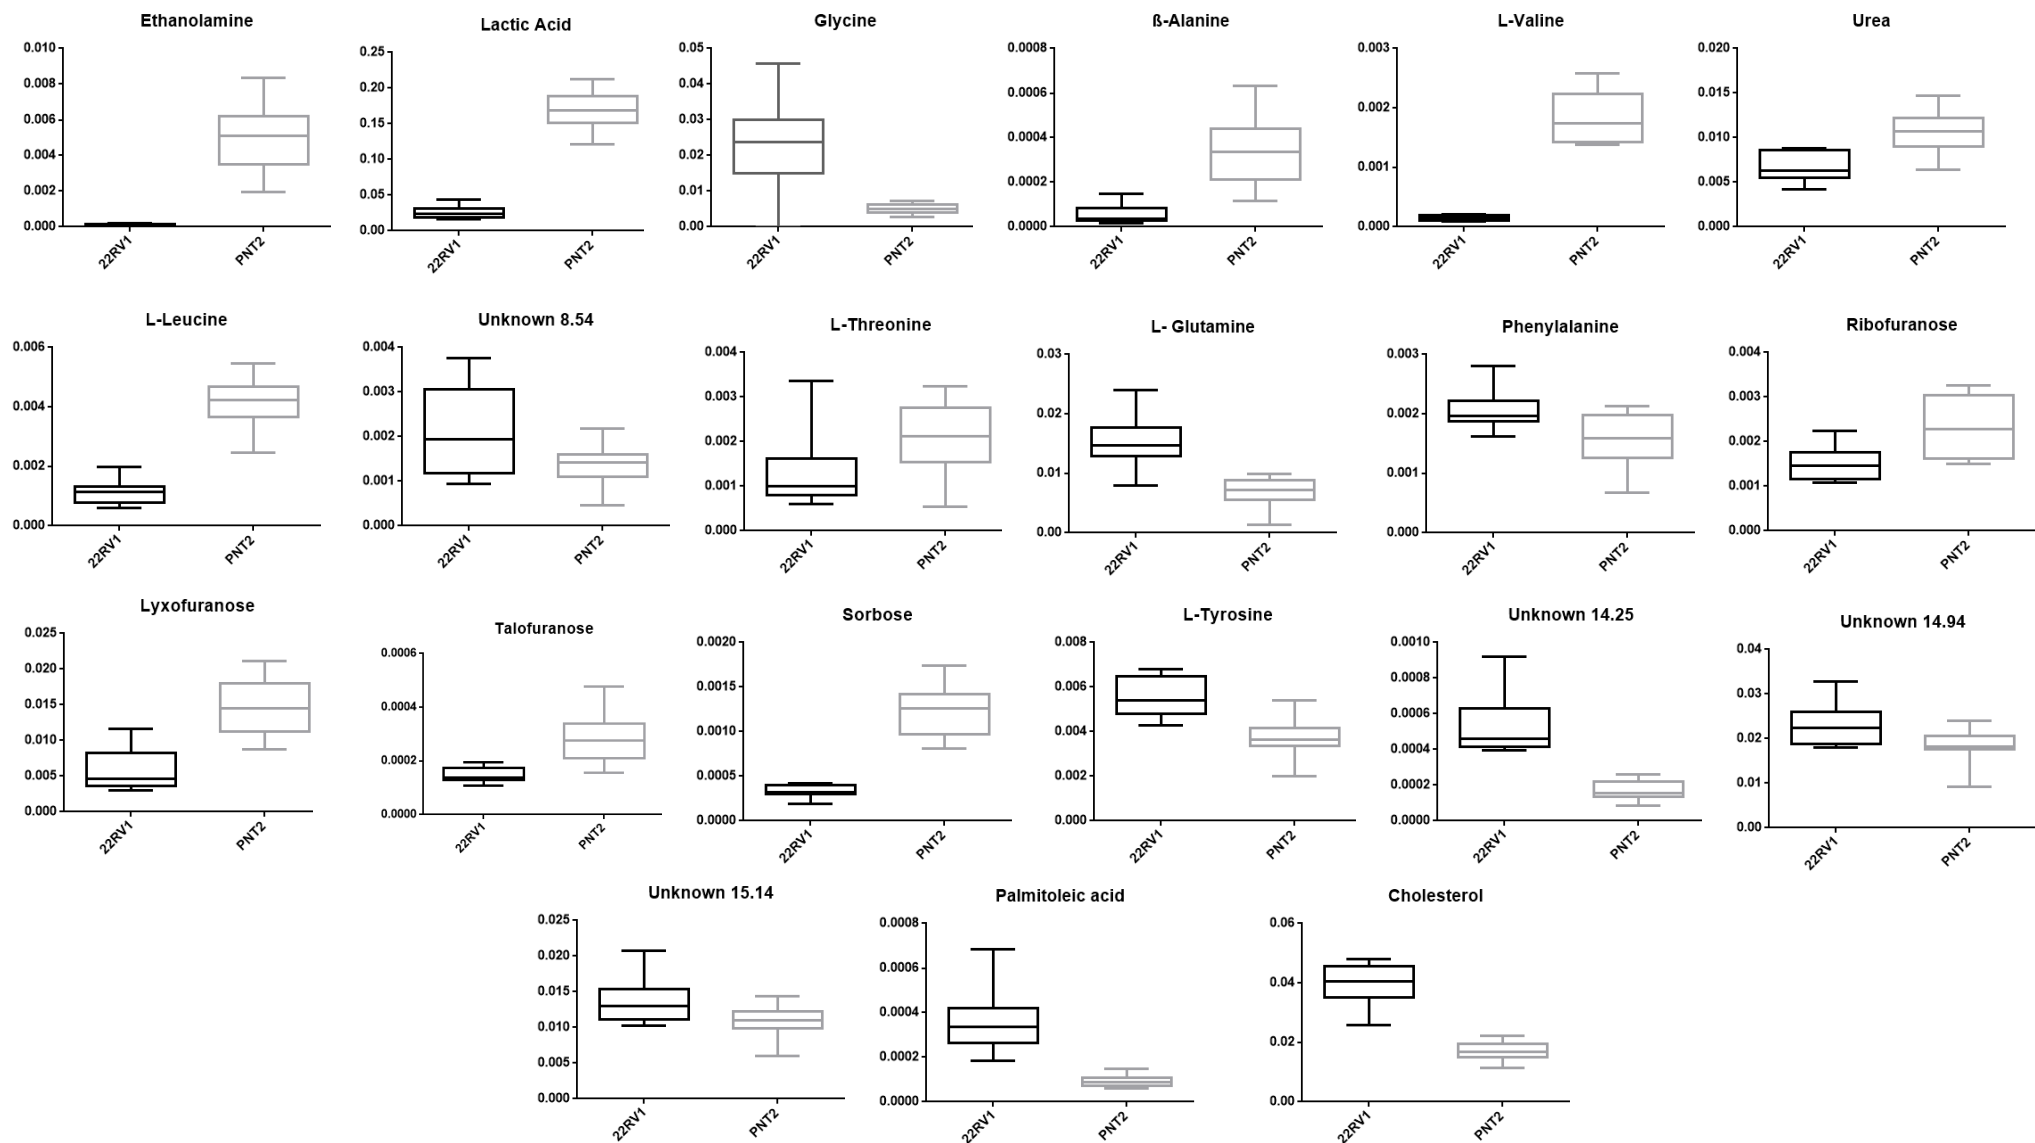 Ethanolamine
0.010
0.008
0.006
0.004
0.002
0.000
22RV1
PNT2
Lactic Acid
0.25
0.20
0.15
0.10
0.05
0.00
22RV1
PNT2
Glycine
0.05
0.04
0.03
0.02
0.01
0.00
22RV1
PNT2
ß-Alanine
0.0008
0.0006
0.0004
0.0002
0.0000
22RV1
PNT2
L-Valine
0.003
0.002
0.001
0.000
22RV1
PNT2
Urea
0.020
0.015
0.010
0.005
0.000
22RV1
PNT2
L-Leucine
0.006
0.004
0.002
0.000
22RV1
PNT2
Unknown 8.54
0.004
0.003
0.002
0.001
0.000
22RV1
PNT2
L-Threonine
0.004
0.003
0.002
0.001
0.000
22RV1
PNT2
L- Glutamine
0.03
0.02
0.01
0.00
22RV1
PNT2
Phenylalanine
0.003
0.002
0.001
0.000
22RV1
PNT2
Ribofuranose
0.004
0.003
0.002
0.001
0.000
22RV1
PNT2
Lyxofuranose
0.025
0.020
0.015
0.010
0.005
0.000
22RV1
PNT2
Talofuranose
0.0006
0.0004
0.0002
0.0000
22RV1
PNT2
Sorbose
0.0020
0.0015
0.0010
0.0005
0.0000
22RV1
PNT2
L-Tyrosine
0.008
0.006
0.004
0.002
0.000
22RV1
PNT2
Unknown 14.25
0.0010
0.0008
0.0006
0.0004
0.0002
0.0000
22RV1
PNT2
Unknown 14.94
0.04
0.03
0.02
0.01
0.00
22RV1
PNT2
Unknown 15.14
0.025
0.020
0.015
0.010
0.005
0.000
22RV1
PNT2
Palmitoleic acid
0.0008
0.0006
0.0004
0.0002
0.0000
22RV1
PNT2
Cholesterol
0.06
0.04
0.02
0.00
22RV1
PNT2